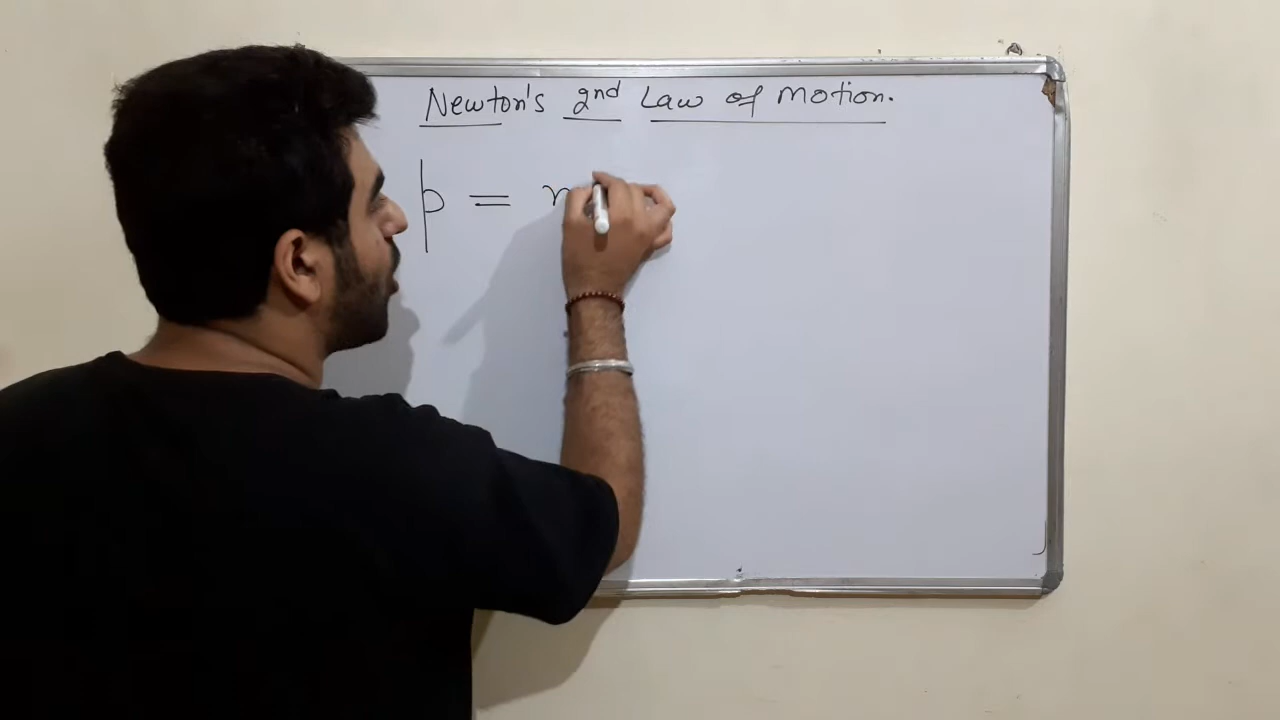 Newton's 2nd Law of Motion.
p = m